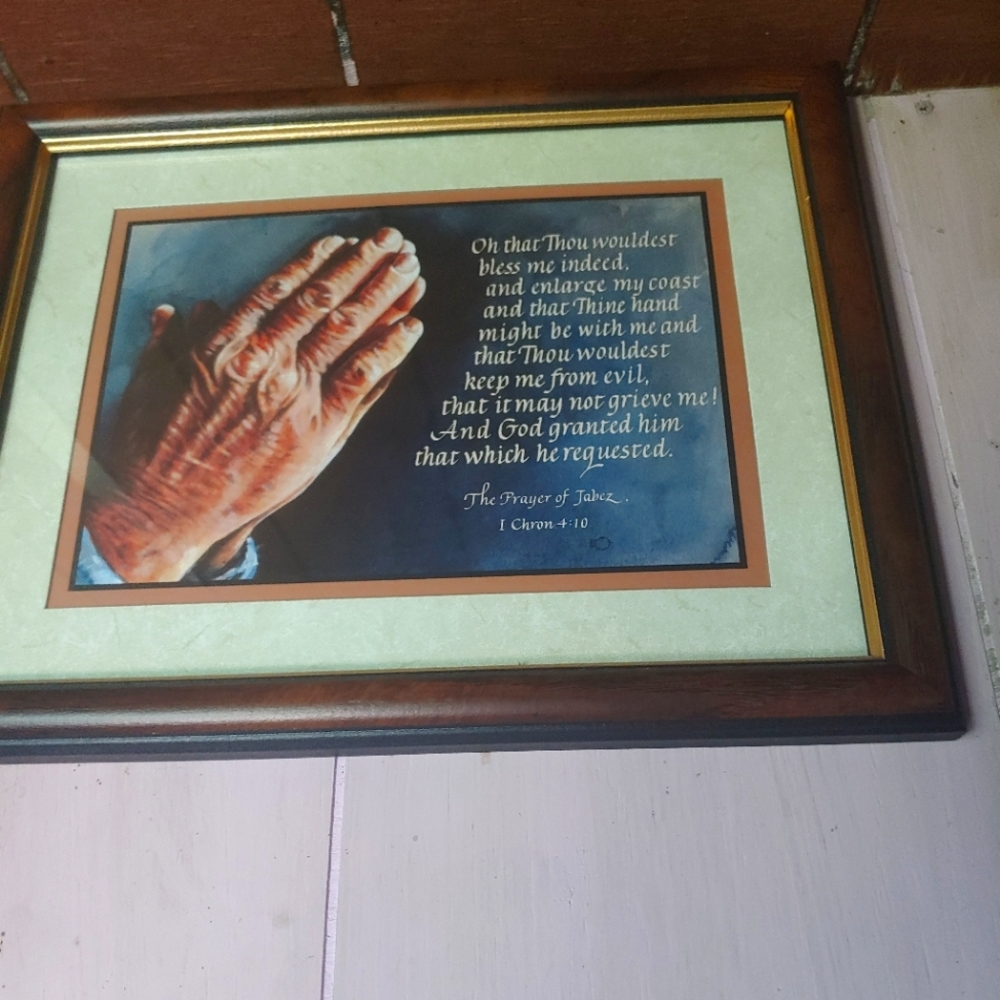 Oh that Thou wouldest
bless me indeed,
and enlarge my coast
and that Thine hand
might be with me and
that Thou wouldest
keep me from evil,
that it may not grieve me!
And God granted him
that which he requested.
The Prayer of Jabez.
I Chron 4:10